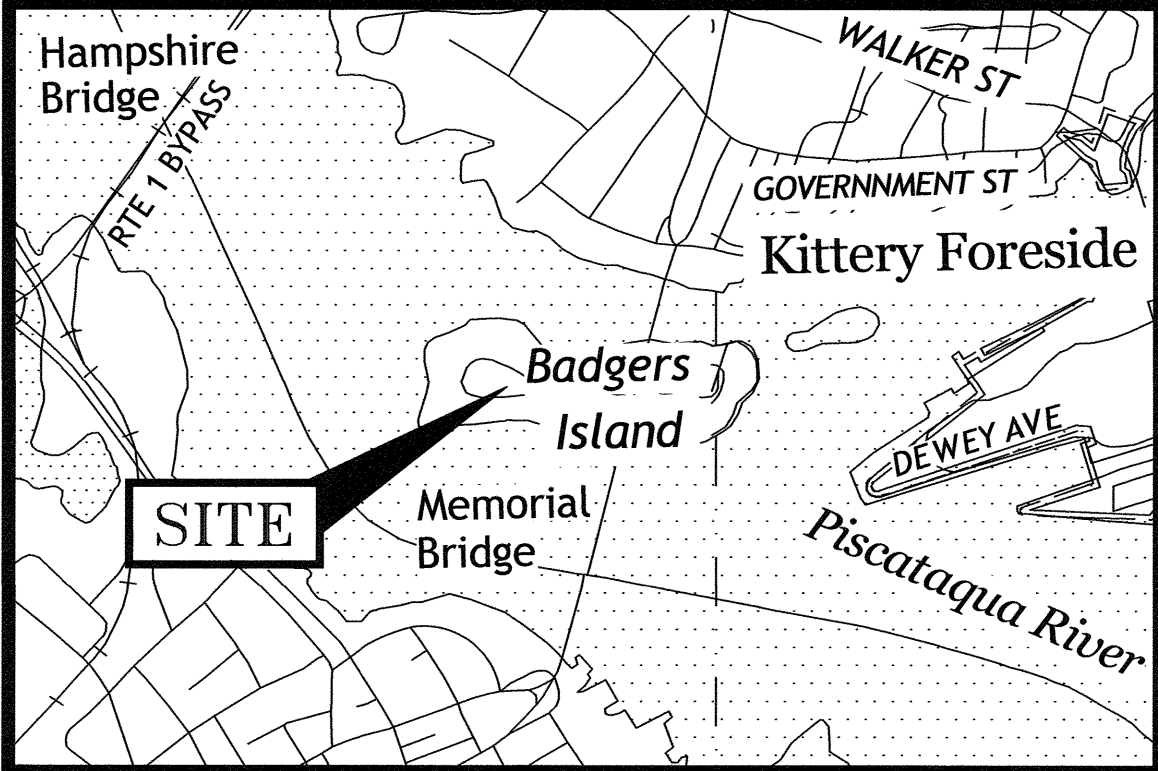 Hampshire
Bridge
RTE 1 BYPASS
WALKER ST
GOVERNNMENT ST
Kittery Foreside
Badgers
Island
DEWEY AVE
SITE
Memorial
Bridge
Piscataqua River